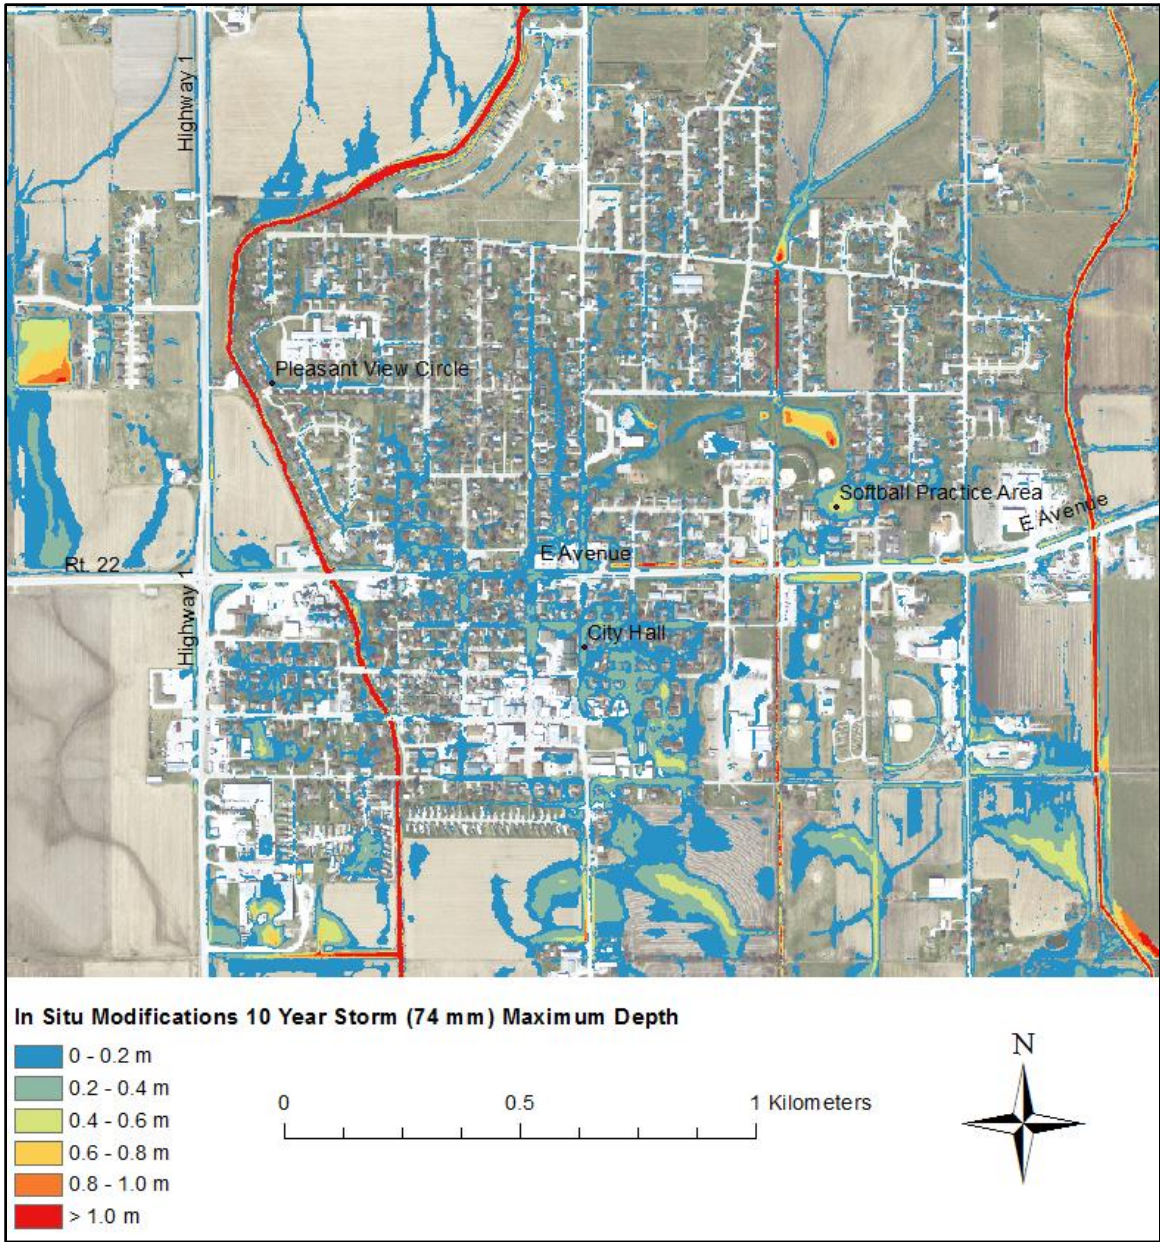 Highway 1
Pleasant View Circle
Softball Practice Area
E Avenue
E Avenue
Rt. 22
Highway 1
City Hall
In Situ Modifications 10 Year Storm (74 mm) Maximum Depth
0 - 0.2 m
0.2 - 0.4 m
0.4 - 0.6 m
0.6 - 0.8 m
0.8 - 1.0 m
> 1.0 m
0 0.5 1 Kilometers
N